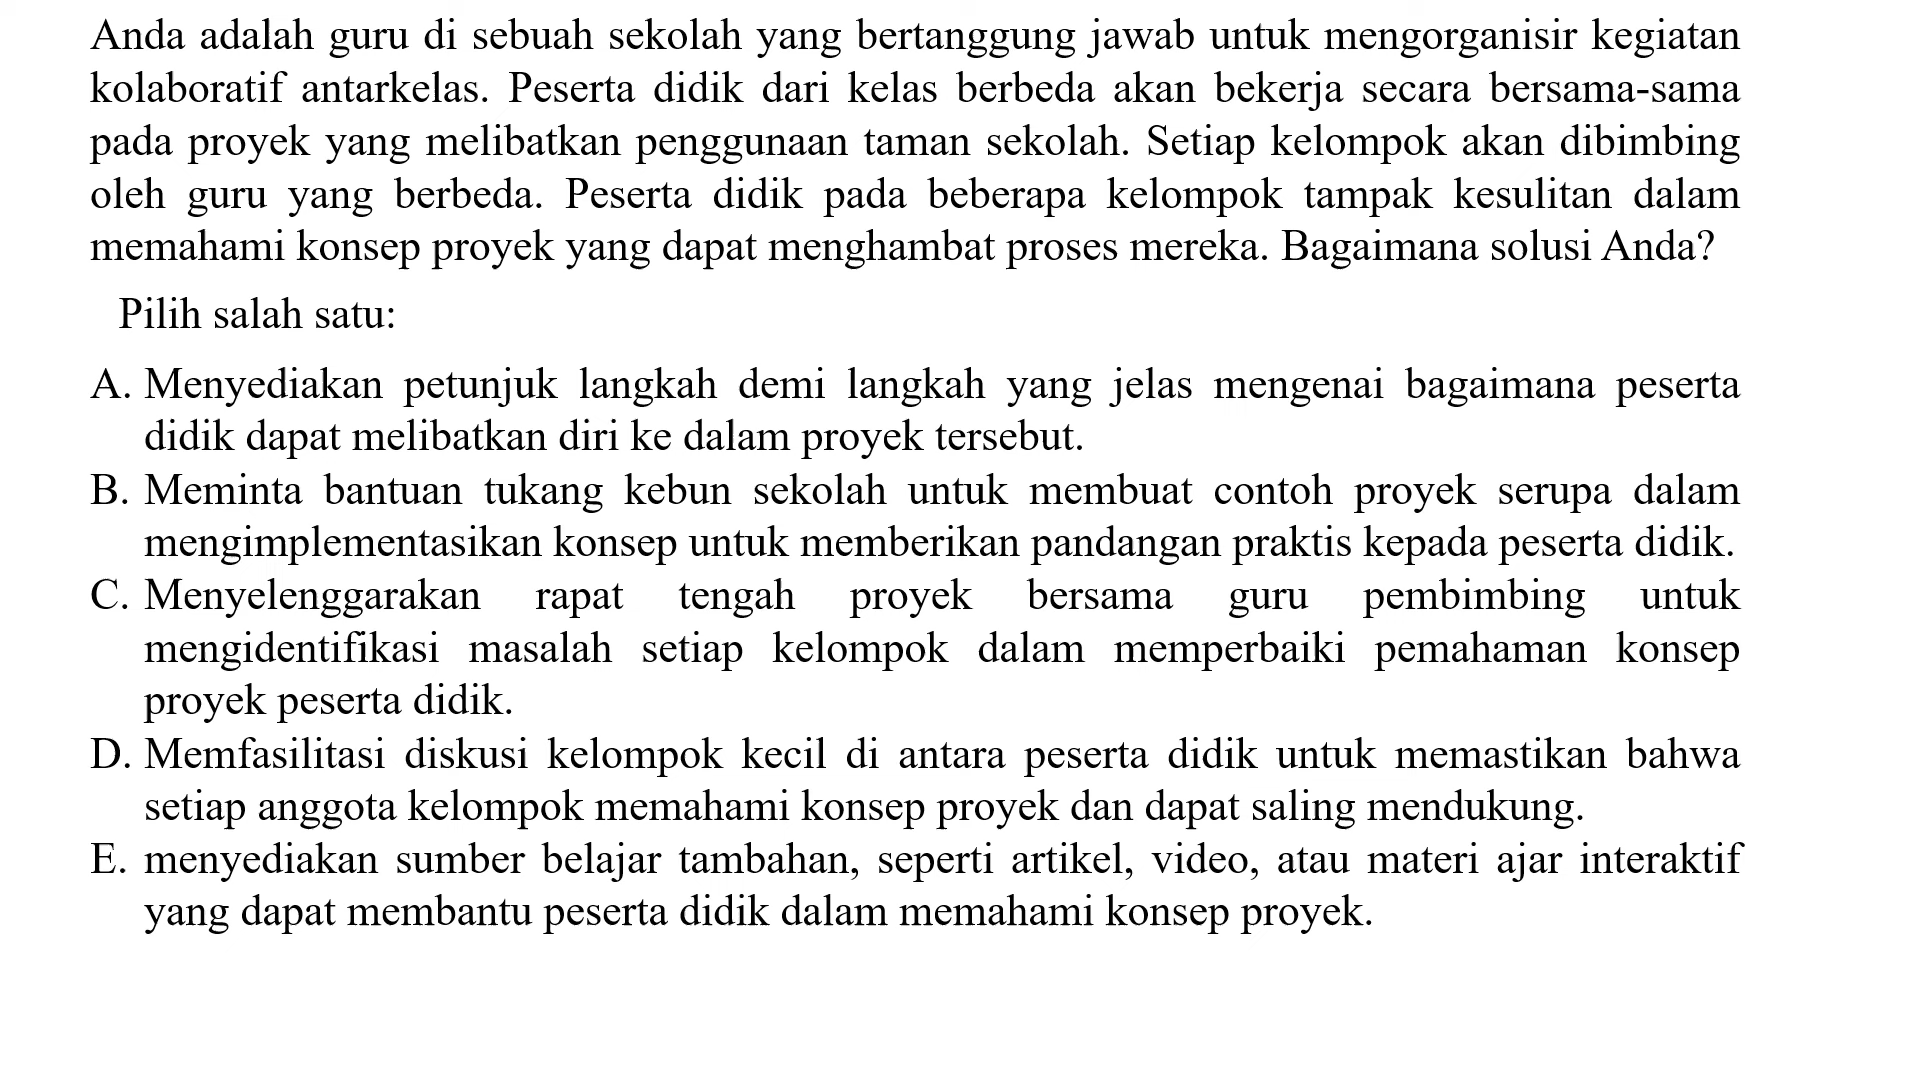 Anda adalah guru di sebuah sekolah yang bertanggung jawab untuk mengorganisir kegiatan
kolaboratif antarkelas. Peserta didik dari kelas berbeda akan bekerja secara bersama-sama
pada proyek yang melibatkan penggunaan taman sekolah. Setiap kelompok akan dibimbing
oleh guru yang berbeda. Peserta didik pada beberapa kelompok tampak kesulitan dalam
memahami konsep proyek yang dapat menghambat proses mereka. Bagaimana solusi Anda?
Pilih salah satu:
A. Menyediakan petunjuk langkah demi langkah yang jelas mengenai bagaimana peserta
didik dapat melibatkan diri ke dalam proyek tersebut.
B. Meminta bantuan tukang kebun sekolah untuk membuat contoh proyek serupa dalam
mengimplementasikan konsep untuk memberikan pandangan praktis kepada peserta didik.
C. Menyelenggarakan rapat tengah proyek bersama guru pembimbing untuk
mengidentifikasi masalah setiap kelompok dalam memperbaiki pemahaman konsep
proyek peserta didik.
D. Memfasilitasi diskusi kelompok kecil di antara peserta didik untuk memastikan bahwa
setiap anggota kelompok memahami konsep proyek dan dapat saling mendukung.
E. menyediakan sumber belajar tambahan, seperti artikel, video, atau materi ajar interaktif
yang dapat membantu peserta didik dalam memahami konsep proyek.